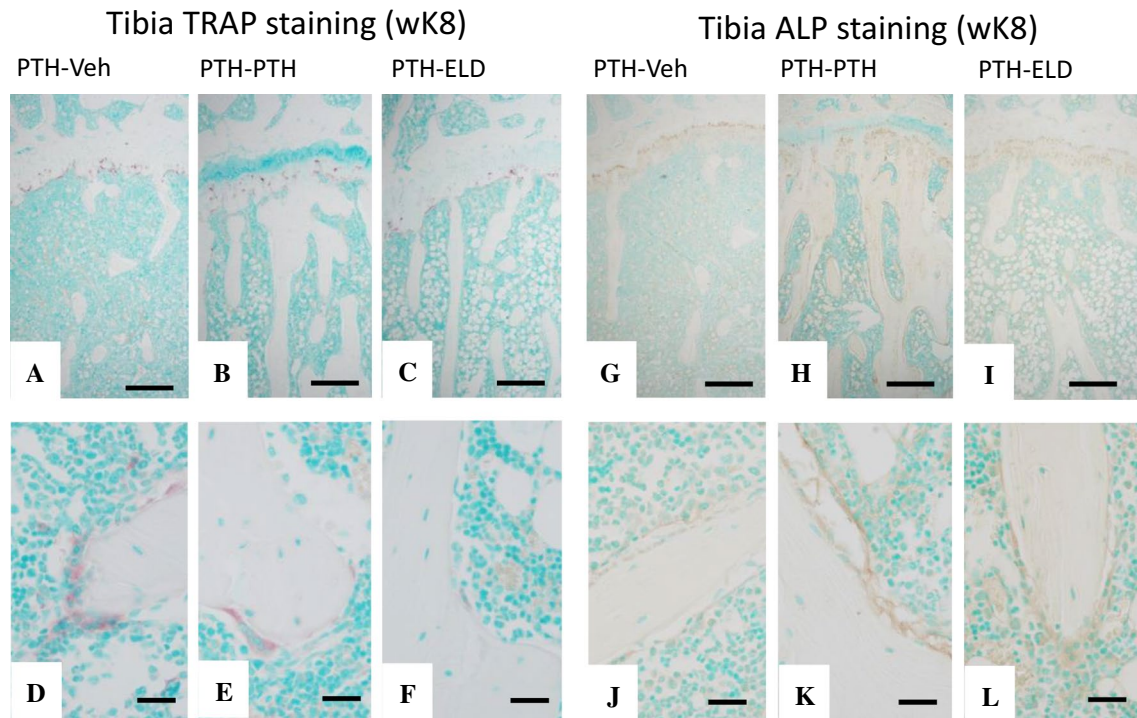 Tibia TRAP staining (wK8)
Tibia ALP staining (wK8)
PTH-Veh PTH-PTH PTH-ELD PTH-Veh PTH-PTH PTH-ELD
A B C G H I
D E F J K L